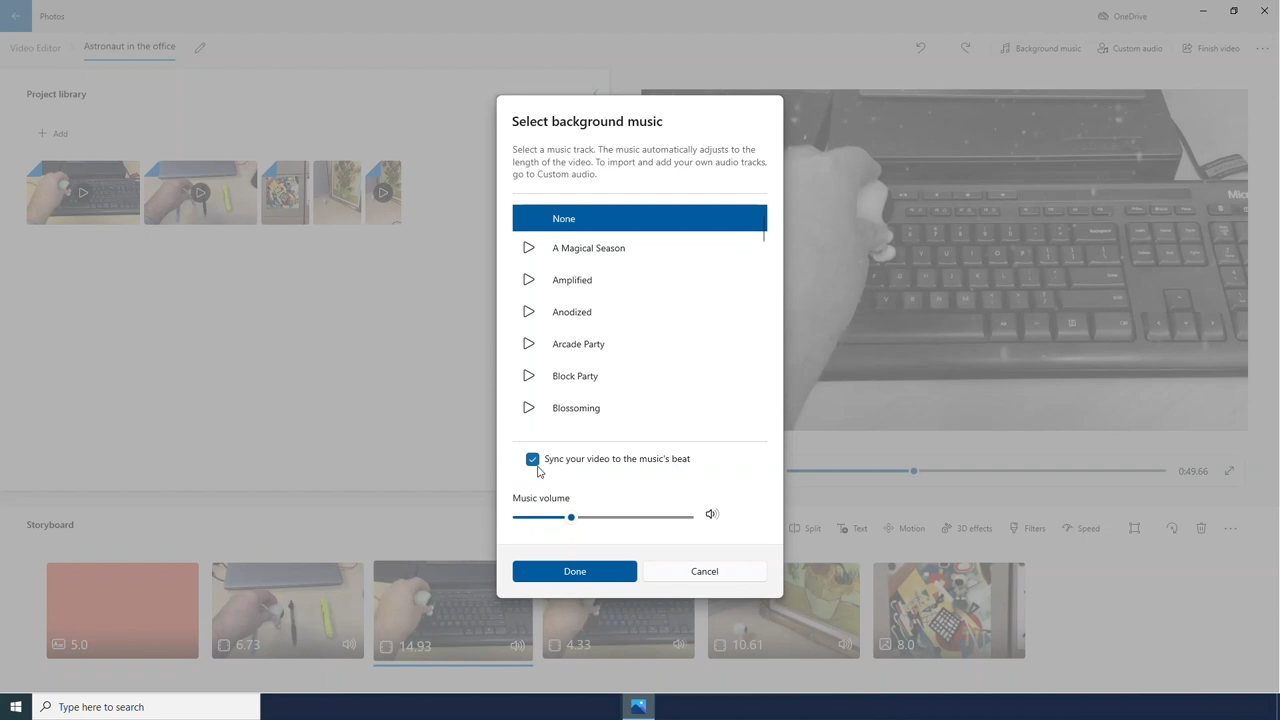 Photos
OneDrive
Video Editor
Astronaut in the office
Background music
Custom audio
Finish video
Project library
Add
Select background music
Select a music track. The music automatically adjusts to the
length of the video. To import and add your own audio tracks,
go to Custom audio.
None
A Magical Season
Amplified
Anodized
Arcade Party
Block Party
Blossoming
Sync your video to the music's beat
Music volume
Done
Cancel
0:49.66
Storyboard
Split
Text
Motion
3D effects
Filters
Speed
5.0
6.73
14.93
4.33
10.61
8.0
Type here to search